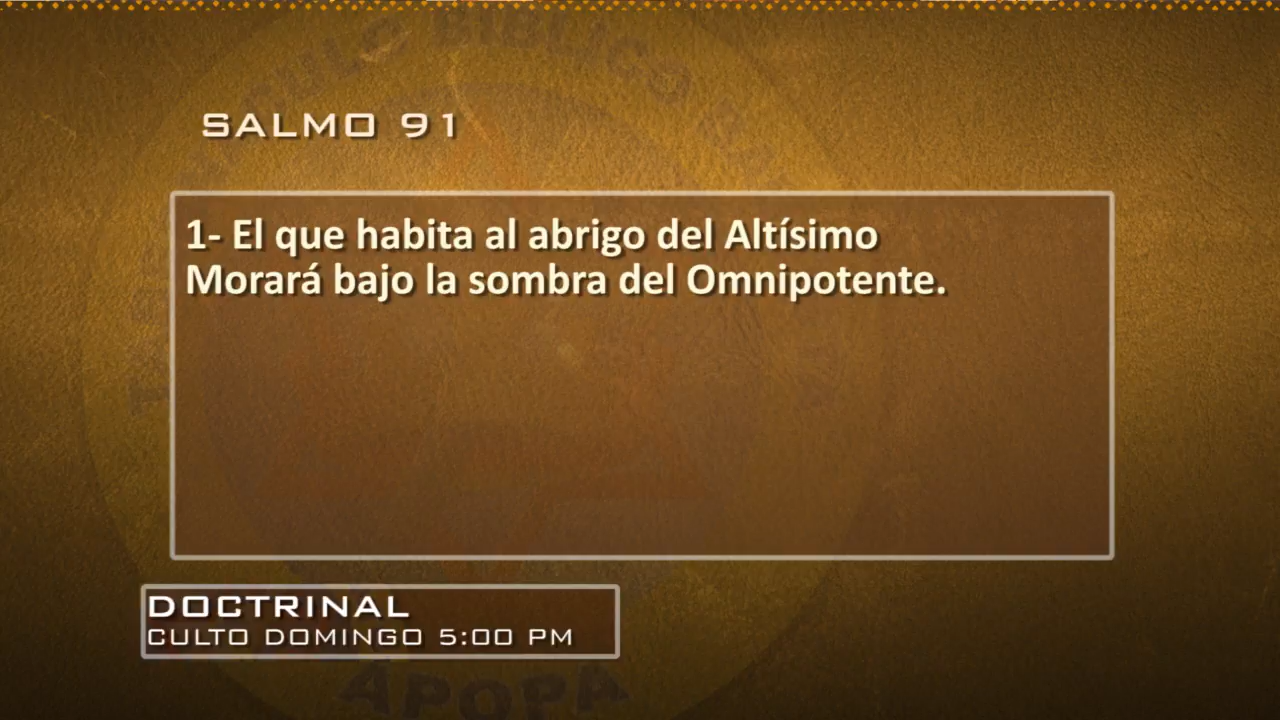 SALMO 91
1- El que habita al abrigo del Altísimo
Morará bajo la sombra del Omnipotente.
DOCTRINAL
CULTO DOMINGO 5:00 PM
APOPA